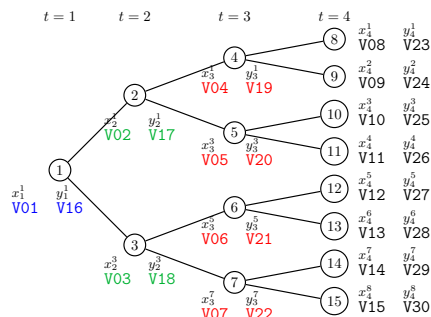 t = 1 t = 2 t = 3 t = 4
8 x_4^1 y_4^1
V08 V23
4 x_3^1 y_3^1
V04 V19
9 x_4^2 y_4^2
V09 V24
2 x_2^1 y_2^1
V02 V17
10 x_4^3 y_4^3
V10 V25
5 x_3^3 y_3^3
V05 V20
11 x_4^4 y_4^4
V11 V26
1 x_1^1 y_1^1
V01 V16
12 x_4^5 y_4^5
V12 V27
6 x_3^5 y_3^5
V06 V21
13 x_4^6 y_4^6
V13 V28
3 x_2^3 y_2^3
V03 V18
14 x_4^7 y_4^7
V14 V29
7 x_3^7 y_3^7
V07 V22
15 x_4^8 y_4^8
V15 V30